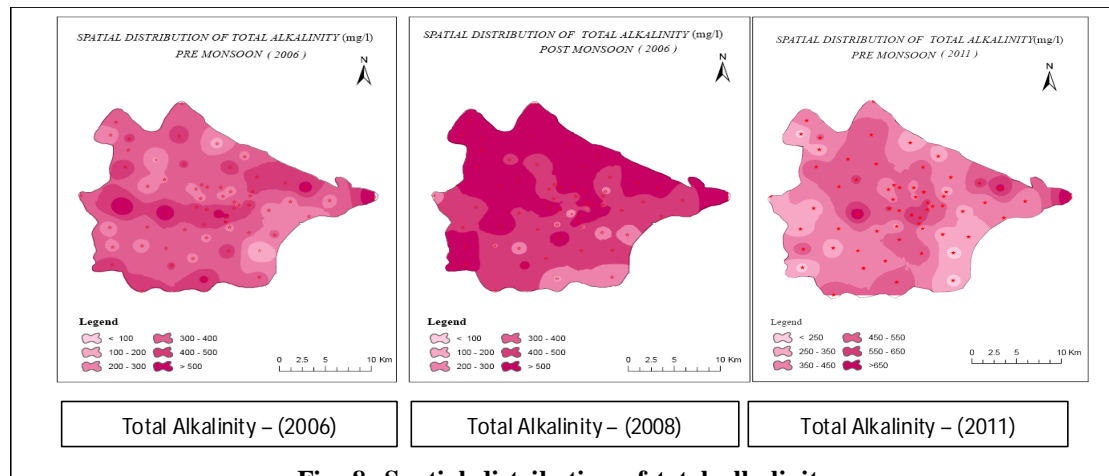 SPATIAL DISTRIBUTION OF TOTAL ALKALINITY (mg/l)
PRE MONSOON ( 2006 )
N
Legend
< 100
100 - 200
200 - 300
300 - 400
400 - 500
> 500
0 2.5 5 10 Km
SPATIAL DISTRIBUTION OF TOTAL ALKALINITY (mg/l)
POST MONSOON ( 2006 )
N
Legend
< 100
100 - 200
200 - 300
300 - 400
400 - 500
> 500
0 2.5 5 10 Km
SPATIAL DISTRIBUTION OF TOTAL ALKALINITY(mg/l)
PRE MONSOON ( 2011 )
N
Legend
< 250
250 - 350
350 - 450
450 - 550
550 - 650
>650
0 2.5 5 10 Km
Total Alkalinity – (2006)
Total Alkalinity – (2008)
Total Alkalinity – (2011)